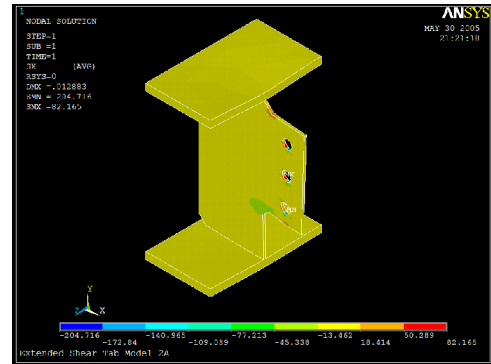 1
NODAL SOLUTION
STEP=1
SUB =1
TIME=1
SX (AVG)
RSYS=0
DMX =.012883
SMN =-204.716
SMX =82.165
ANSYS
MAY 30 2005
21:21:18
MN
Y
Z X
-204.716 -140.965 -77.213 -13.462 50.289
-172.84 -109.089 -45.338 18.414 82.165
Extended Shear Tab Model 2A